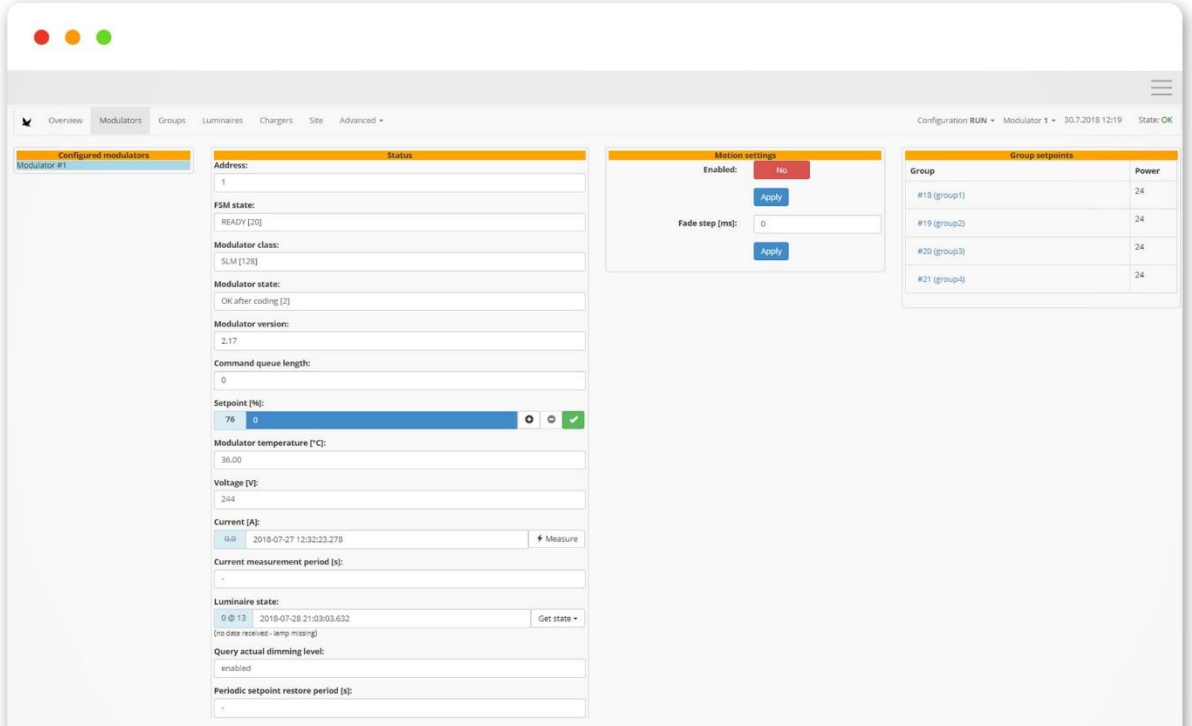 Overview Modulators Groups Luminaires Chargers Site Advanced Configuration RUN Modulator 1 30.7.2018 12:19 State: OK
Configured modulators
Modulator #1
Status
Address:
1
FSM state:
READY [20]
Modulator class:
SLM [128]
Modulator state:
OK after coding [2]
Modulator version:
2.17
Command queue length:
0
Setpoint [%]:
76 0
Modulator temperature [°C]:
36.00
Voltage [V]:
244
Current [A]:
0.0 2018-07-27 12:32:23.278 Measure
Current measurement period [s]:
-
Luminaire state:
0 @ 13 2018-07-28 21:03:03.632 Get state
(no data received - lamp missing)
Query actual dimming level:
enabled
Periodic setpoint restore period [s]:
-
Motion settings
Enabled: No
Apply
Fade step [ms]: 0
Apply
Group setpoints
Group Power
#18 (group1) 24
#19 (group2) 24
#20 (group3) 24
#21 (group4) 24